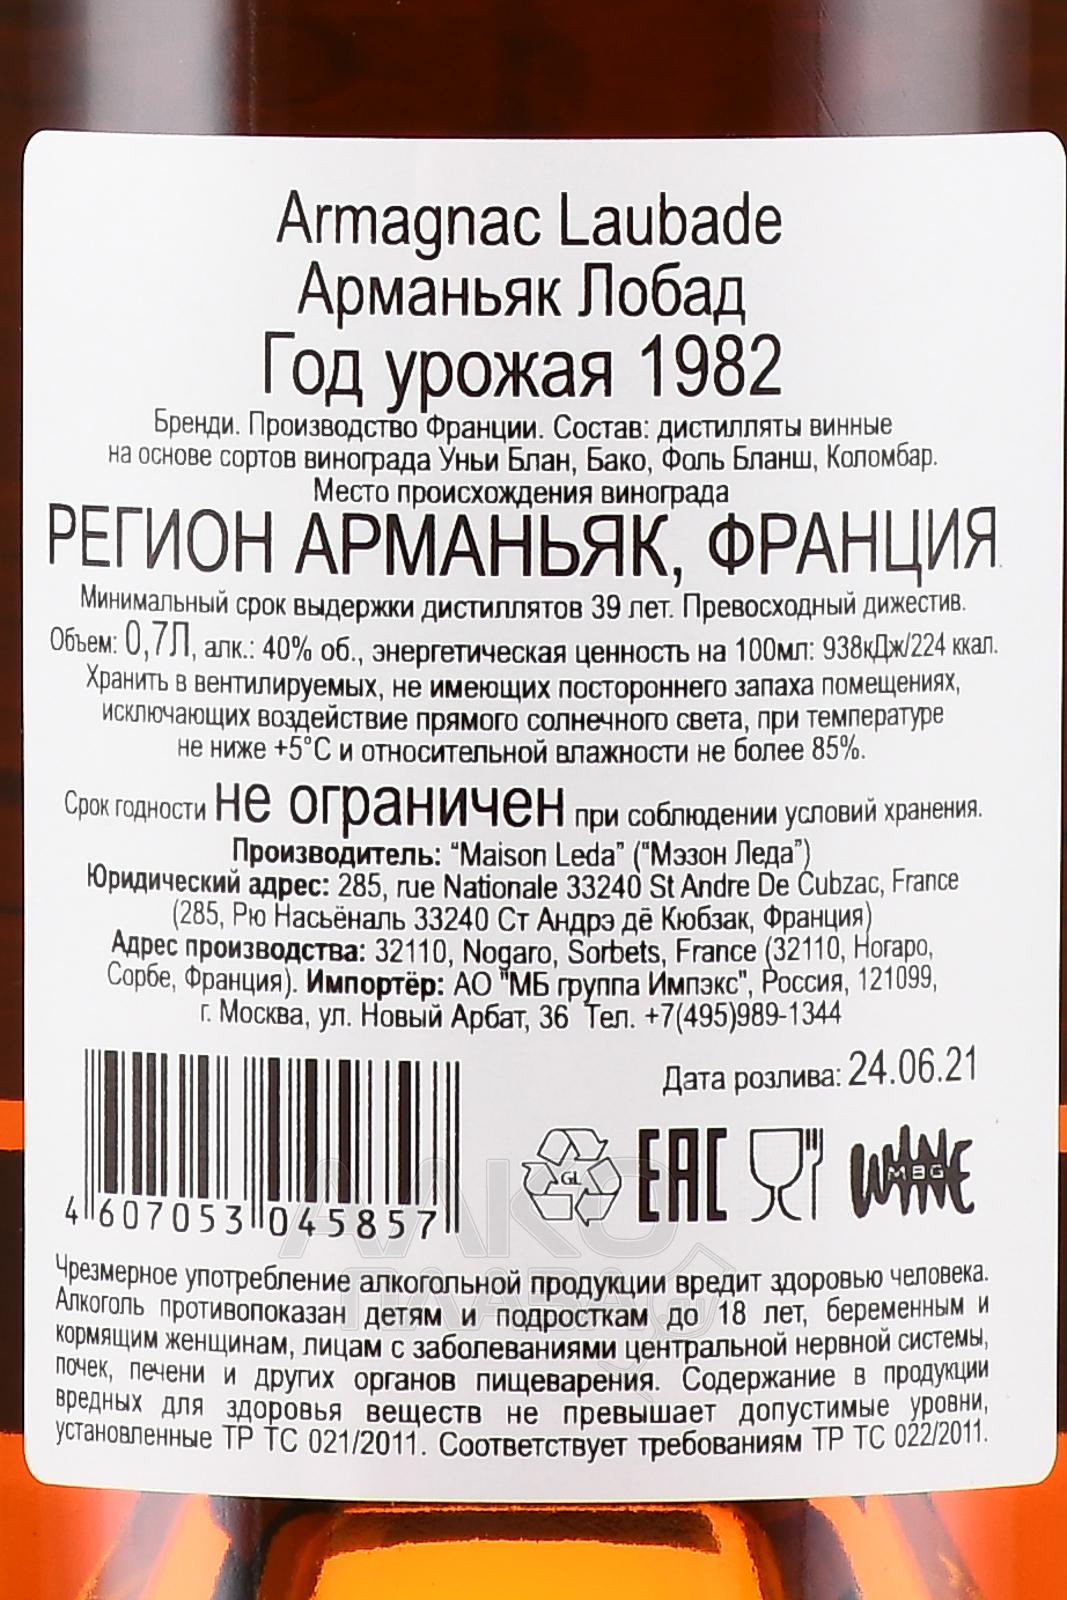 Armagnac Laubade
Арманьяк Лобад
Год урожая 1982
Бренди. Производство Франции. Состав: дистилляты винные
на основе сортов винограда Уньи Блан, Бако, Фоль Бланш, Коломбар.
Место происхождения винограда
РЕГИОН АРМАНЬЯК, ФРАНЦИЯ.
Минимальный срок выдержки дистиллятов 39 лет. Превосходный дижестив.
Объем: 0,7Л, алк.: 40% об., энергетическая ценность на 100мл: 938кДж/224 ккал.
Хранить в вентилируемых, не имеющих постороннего запаха помещениях,
исключающих воздействие прямого солнечного света, при температуре
не ниже +5°С и относительной влажности не более 85%.
Срок годности не ограничен при соблюдении условий хранения.
Производитель: “Maison Leda” (“Мэзон Леда”)
Юридический адрес: 285, rue Nationale 33240 St Andre De Cubzac, France
(285, Рю Насьёналь 33240 Ст Андрэ дё Кюбзак, Франция)
Адрес производства: 32110, Nogaro, Sorbets, France (32110, Ногаро,
Сорбе, Франция). Импортёр: АО "МБ группа Импэкс", Россия, 121099,
г. Москва, ул. Новый Арбат, 36 Тел. +7(495)989-1344
Дата розлива: 24.06.21
4 607053 045857
GL EAC WINE MBG
АЛКО
ПЛАЗА.ru
Чрезмерное употребление алкогольной продукции вредит здоровью человека.
Алкоголь противопоказан детям и подросткам до 18 лет, беременным и
кормящим женщинам, лицам с заболеваниями центральной нервной системы,
почек, печени и других органов пищеварения. Содержание в продукции
вредных для здоровья веществ не превышает допустимые уровни,
установленные ТР ТС 021/2011. Соответствует требованиям ТР ТС 022/2011.